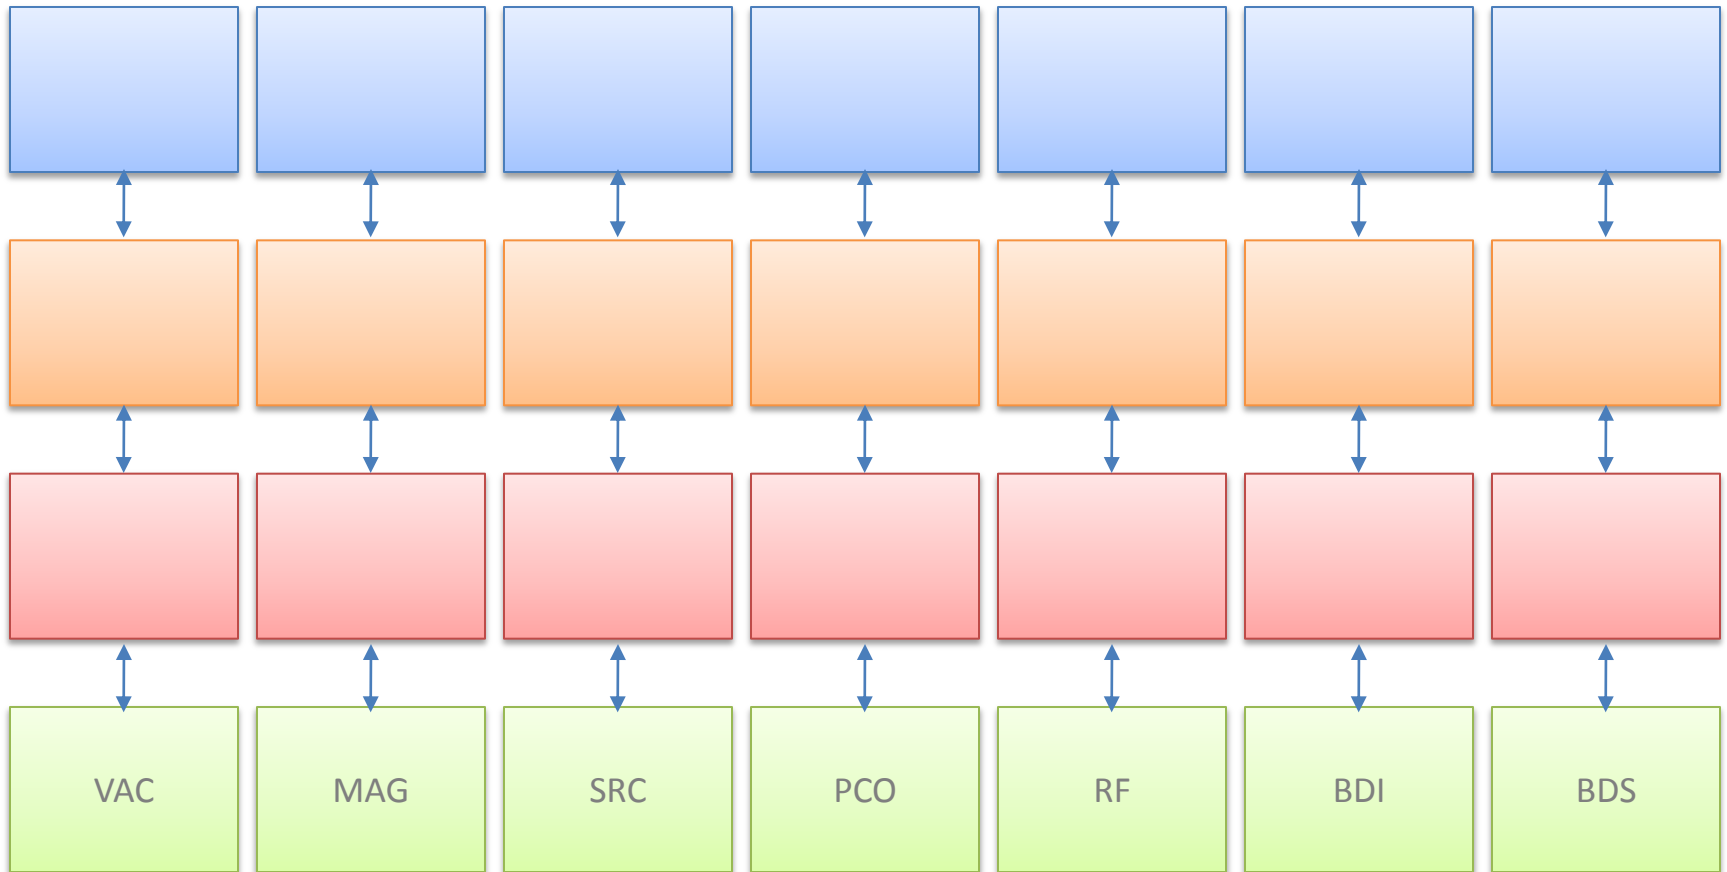 VAC
MAG
SRC
PCO
RF
BDI
BDS